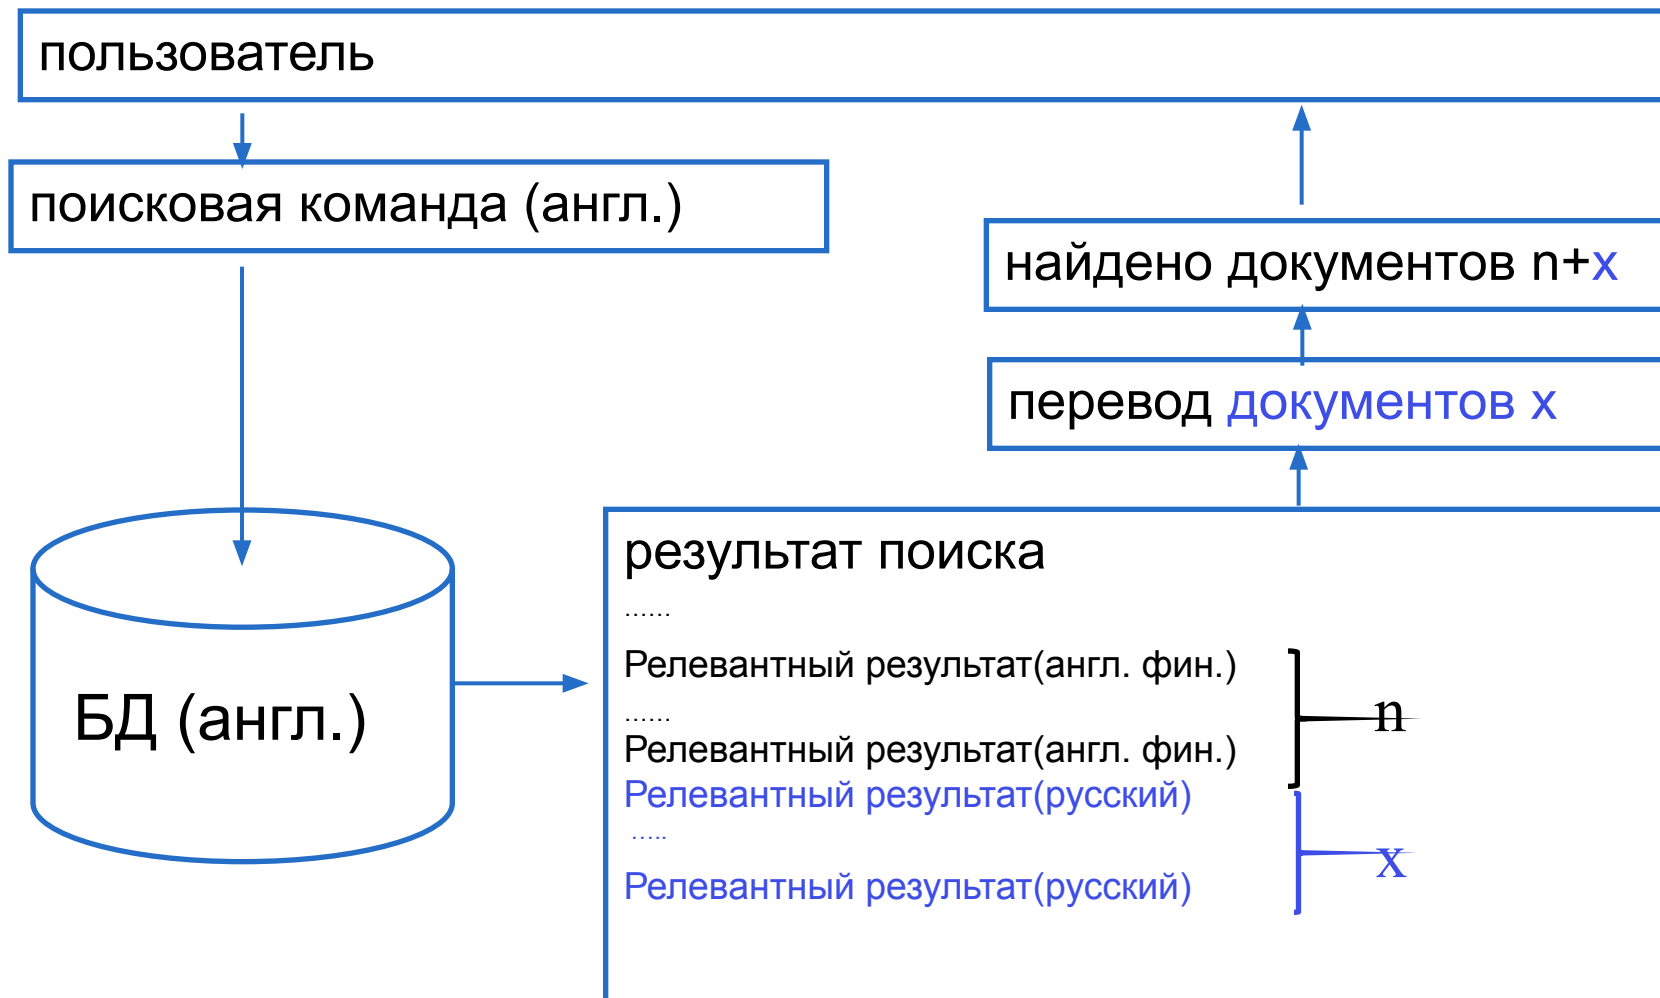 пользователь
поисковая команда (англ.)
найдено документов n+x
перевод документов x
БД (англ.)
результат поиска
......
Релевантный результат(англ. фин.)
......
Релевантный результат(англ. фин.)
Релевантный результат(русский)
.....
Релевантный результат(русский)
n
x